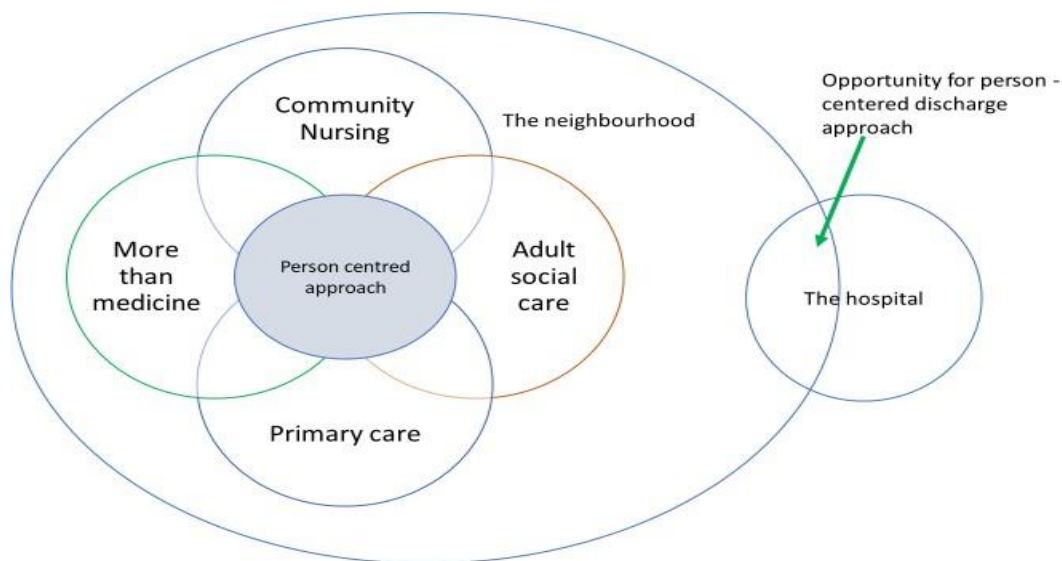 Community
Nursing
The neighbourhood
Opportunity for person -
centered discharge
approach
More
than
medicine
Person centred
approach
Adult
social
care
The hospital
Primary care